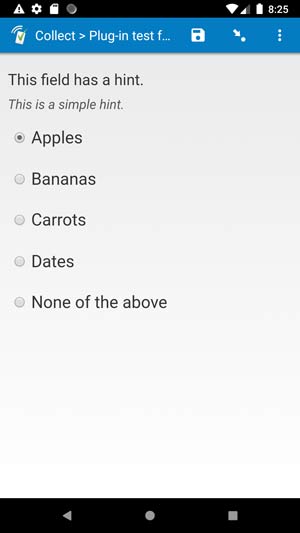 8:25
Collect > Plug-in test f...
This field has a hint.
This is a simple hint.
Apples
Bananas
Carrots
Dates
None of the above